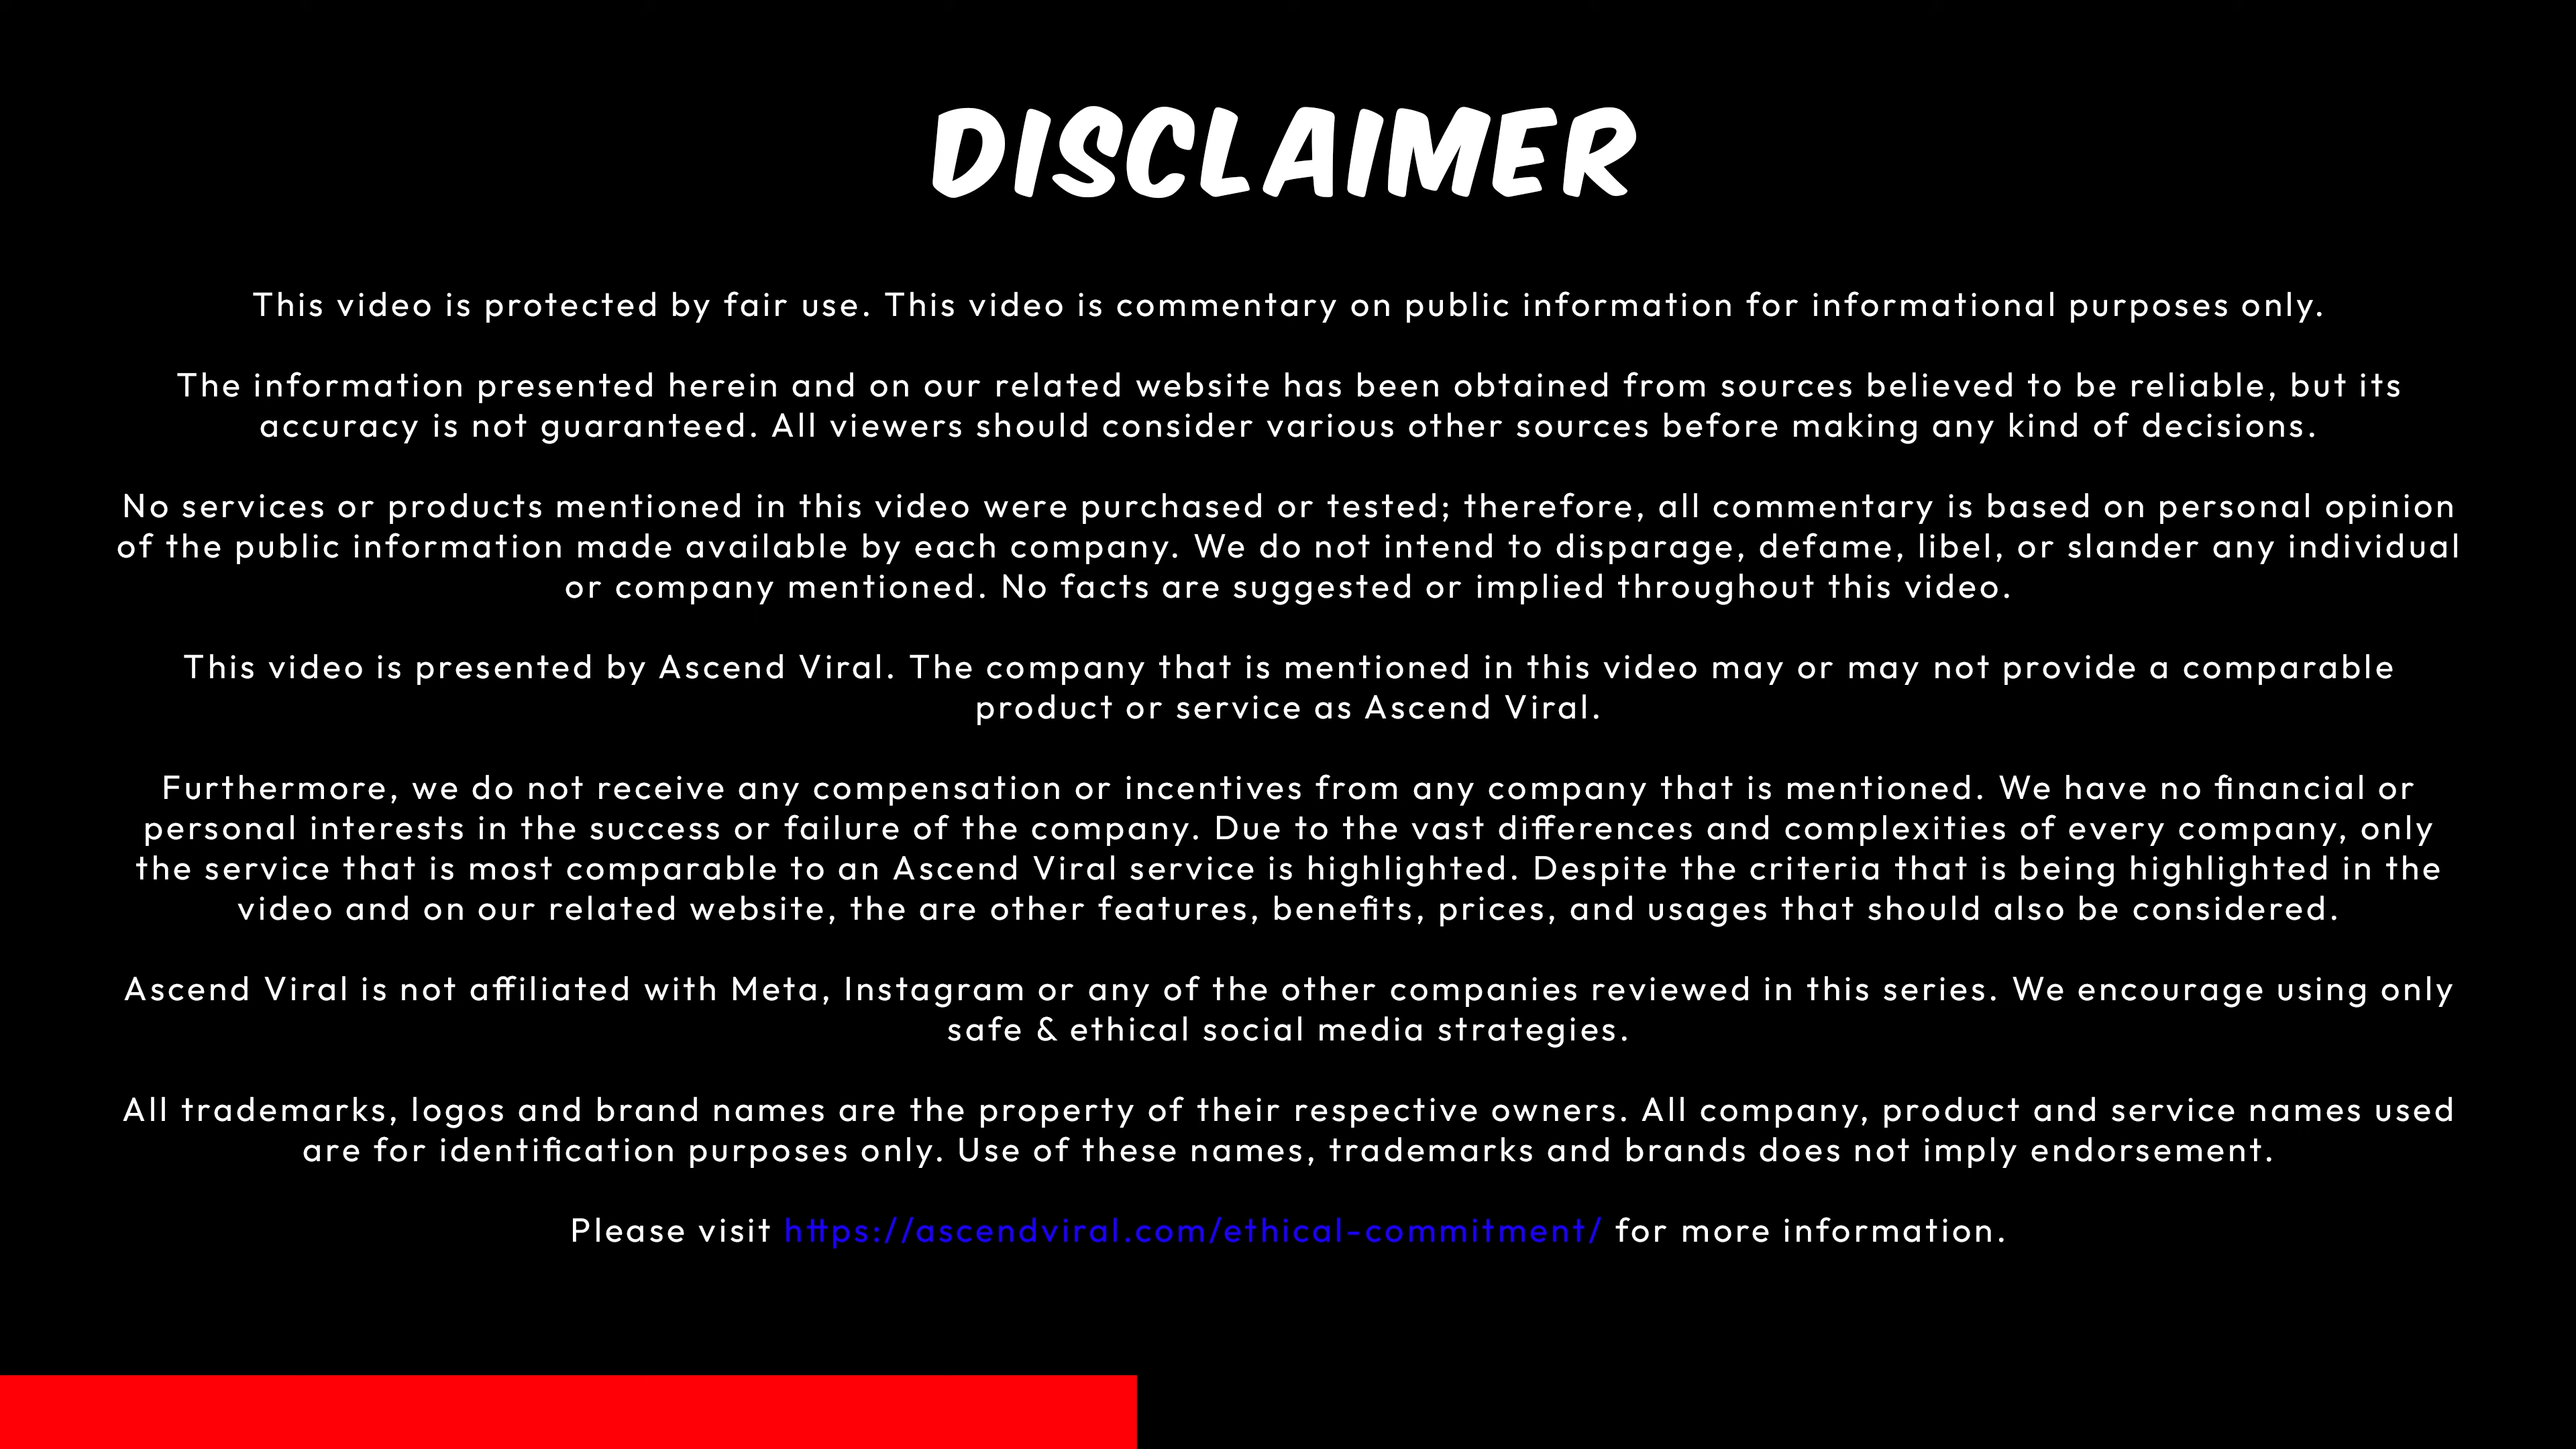 DISCLAIMER
This video is protected by fair use. This video is commentary on public information for informational purposes only.
The information presented herein and on our related website has been obtained from sources believed to be reliable, but its
accuracy is not guaranteed. All viewers should consider various other sources before making any kind of decisions.
No services or products mentioned in this video were purchased or tested; therefore, all commentary is based on personal opinion
of the public information made available by each company. We do not intend to disparage, defame, libel, or slander any individual
or company mentioned. No facts are suggested or implied throughout this video.
This video is presented by Ascend Viral. The company that is mentioned in this video may or may not provide a comparable
product or service as Ascend Viral.
Furthermore, we do not receive any compensation or incentives from any company that is mentioned. We have no financial or
personal interests in the success or failure of the company. Due to the vast differences and complexities of every company, only
the service that is most comparable to an Ascend Viral service is highlighted. Despite the criteria that is being highlighted in the
video and on our related website, the are other features, benefits, prices, and usages that should also be considered.
Ascend Viral is not affiliated with Meta, Instagram or any of the other companies reviewed in this series. We encourage using only
safe & ethical social media strategies.
All trademarks, logos and brand names are the property of their respective owners. All company, product and service names used
are for identification purposes only. Use of these names, trademarks and brands does not imply endorsement.
Please visit https://ascendviral.com/ethical-commitment/ for more information.